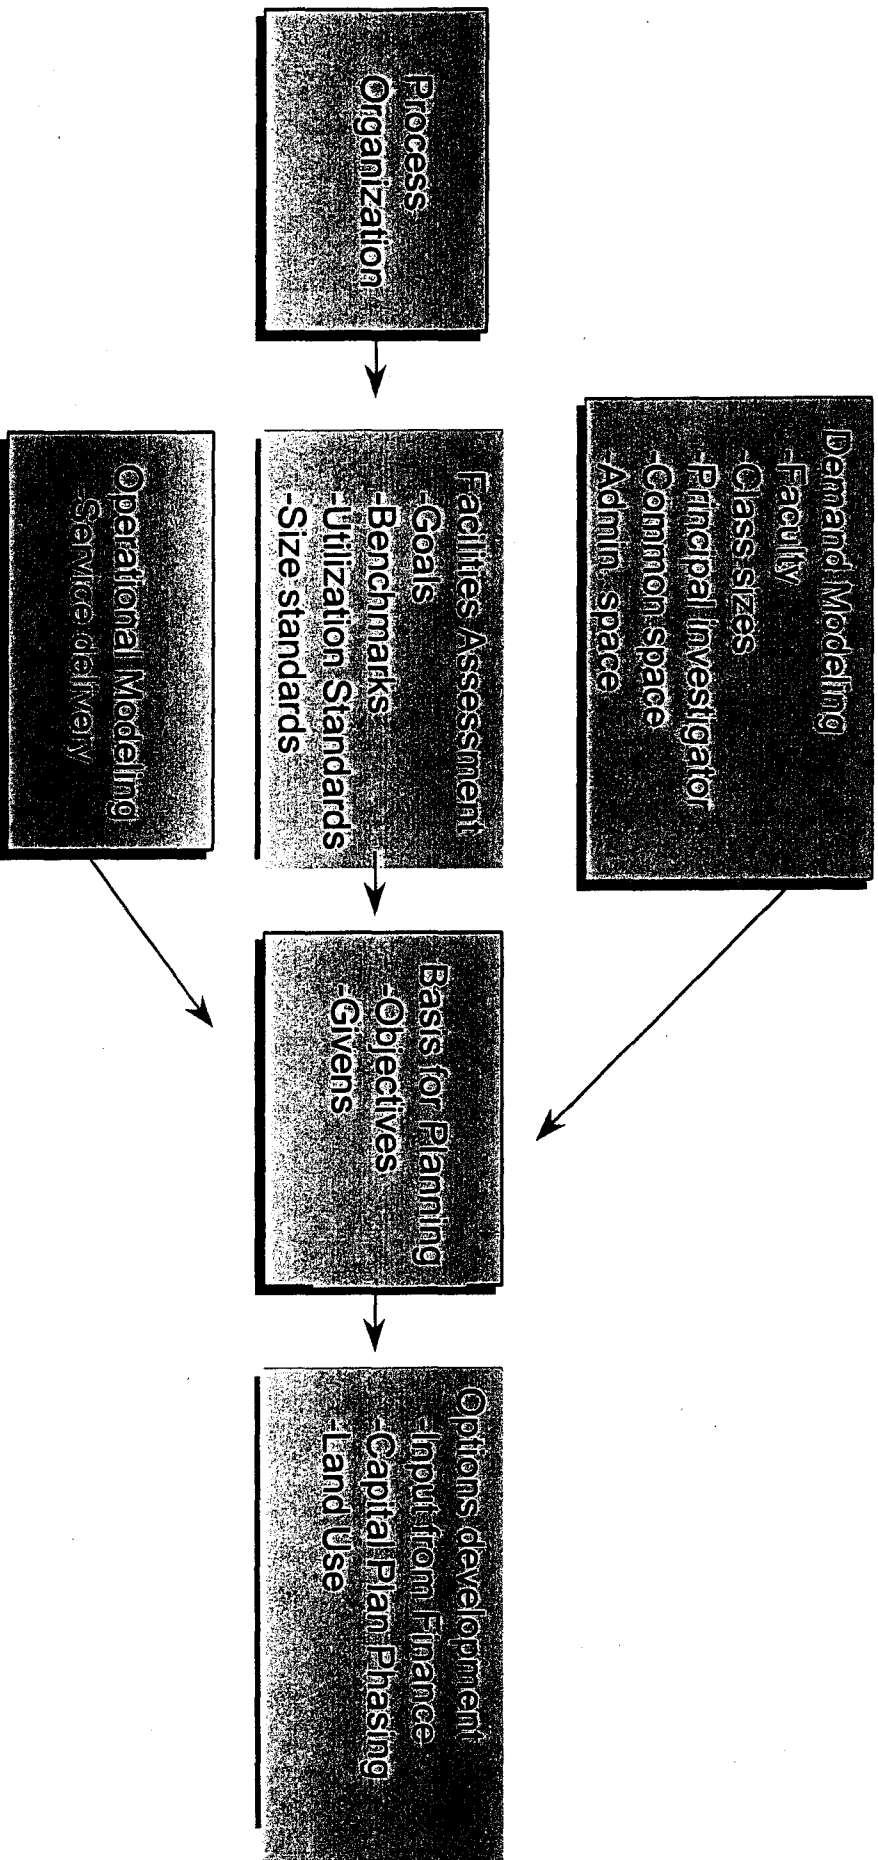 Process
Organization
Demand Modeling
-Faculty
-Class sizes
-Principal investigator
-Common space
-Admin. space
Facilities Assessment
-Goals
-Benchmarks
-Utilization Standards
-Size standards
Operational Modeling
-Service delivery
Basis for Planning
-Objectives
-Givens
Options development
-Input from Finance
-Capital Plan Phasing
-Land Use